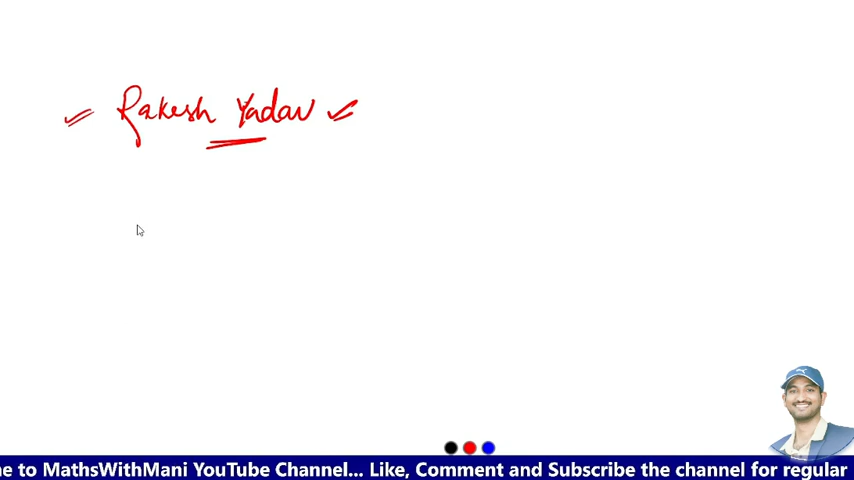 Rakesh Yadav
ne to MathsWithMani YouTube Channel... Like, Comment and Subscribe the channel for regular